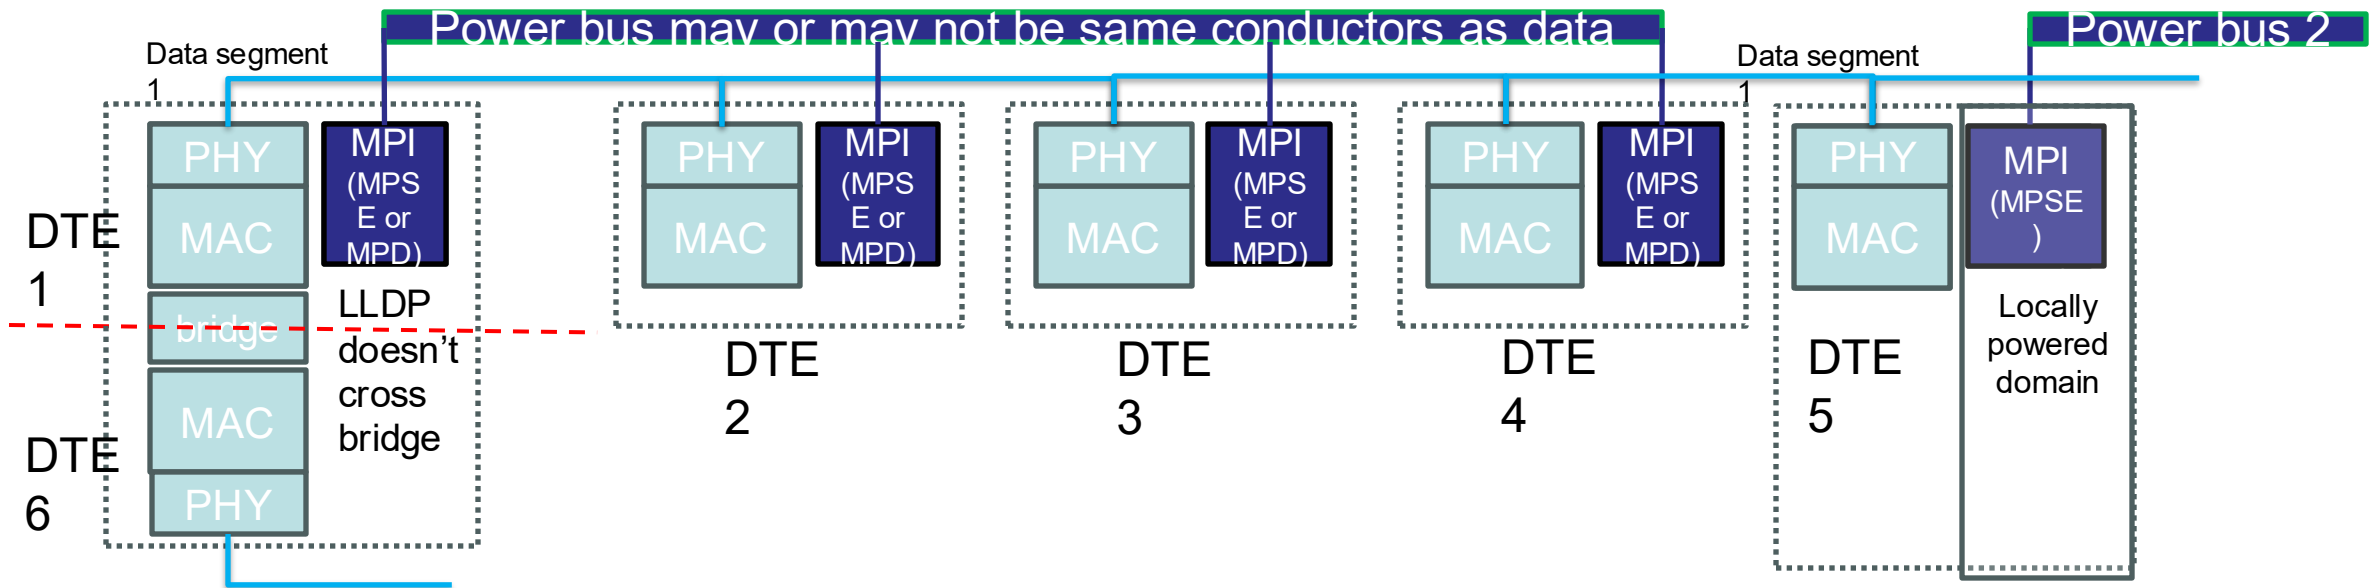 Power bus may or may not be same conductors as data
Power bus 2
Data segment
1
Data segment
1
PHY
MAC
bridge
MAC
PHY
MPI
(MPS
E or
MPD)
DTE
1
LLDP
doesn't
cross
bridge
DTE
6
PHY
MAC
MPI
(MPS
E or
MPD)
DTE
2
PHY
MAC
MPI
(MPS
E or
MPD)
DTE
3
PHY
MAC
MPI
(MPS
E or
MPD)
DTE
4
PHY
MAC
MPI
(MPSE
)
Locally
powered
domain
DTE
5